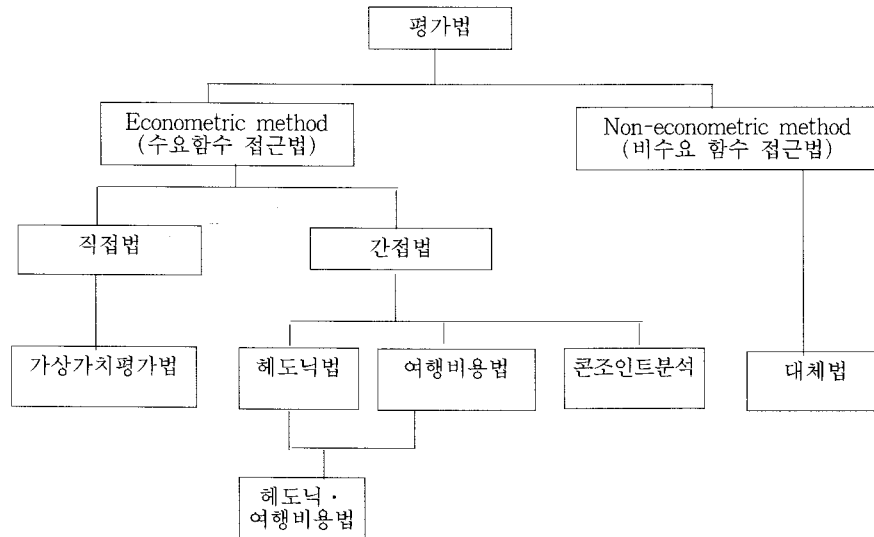 평가법
Econometric method
(수요함수 접근법)
Non-econometric method
(비수요 함수 접근법)
직접법
간접법
가상가치평가법
헤도닉법
여행비용법
콘조인트분석
대체법
헤도닉·
여행비용법